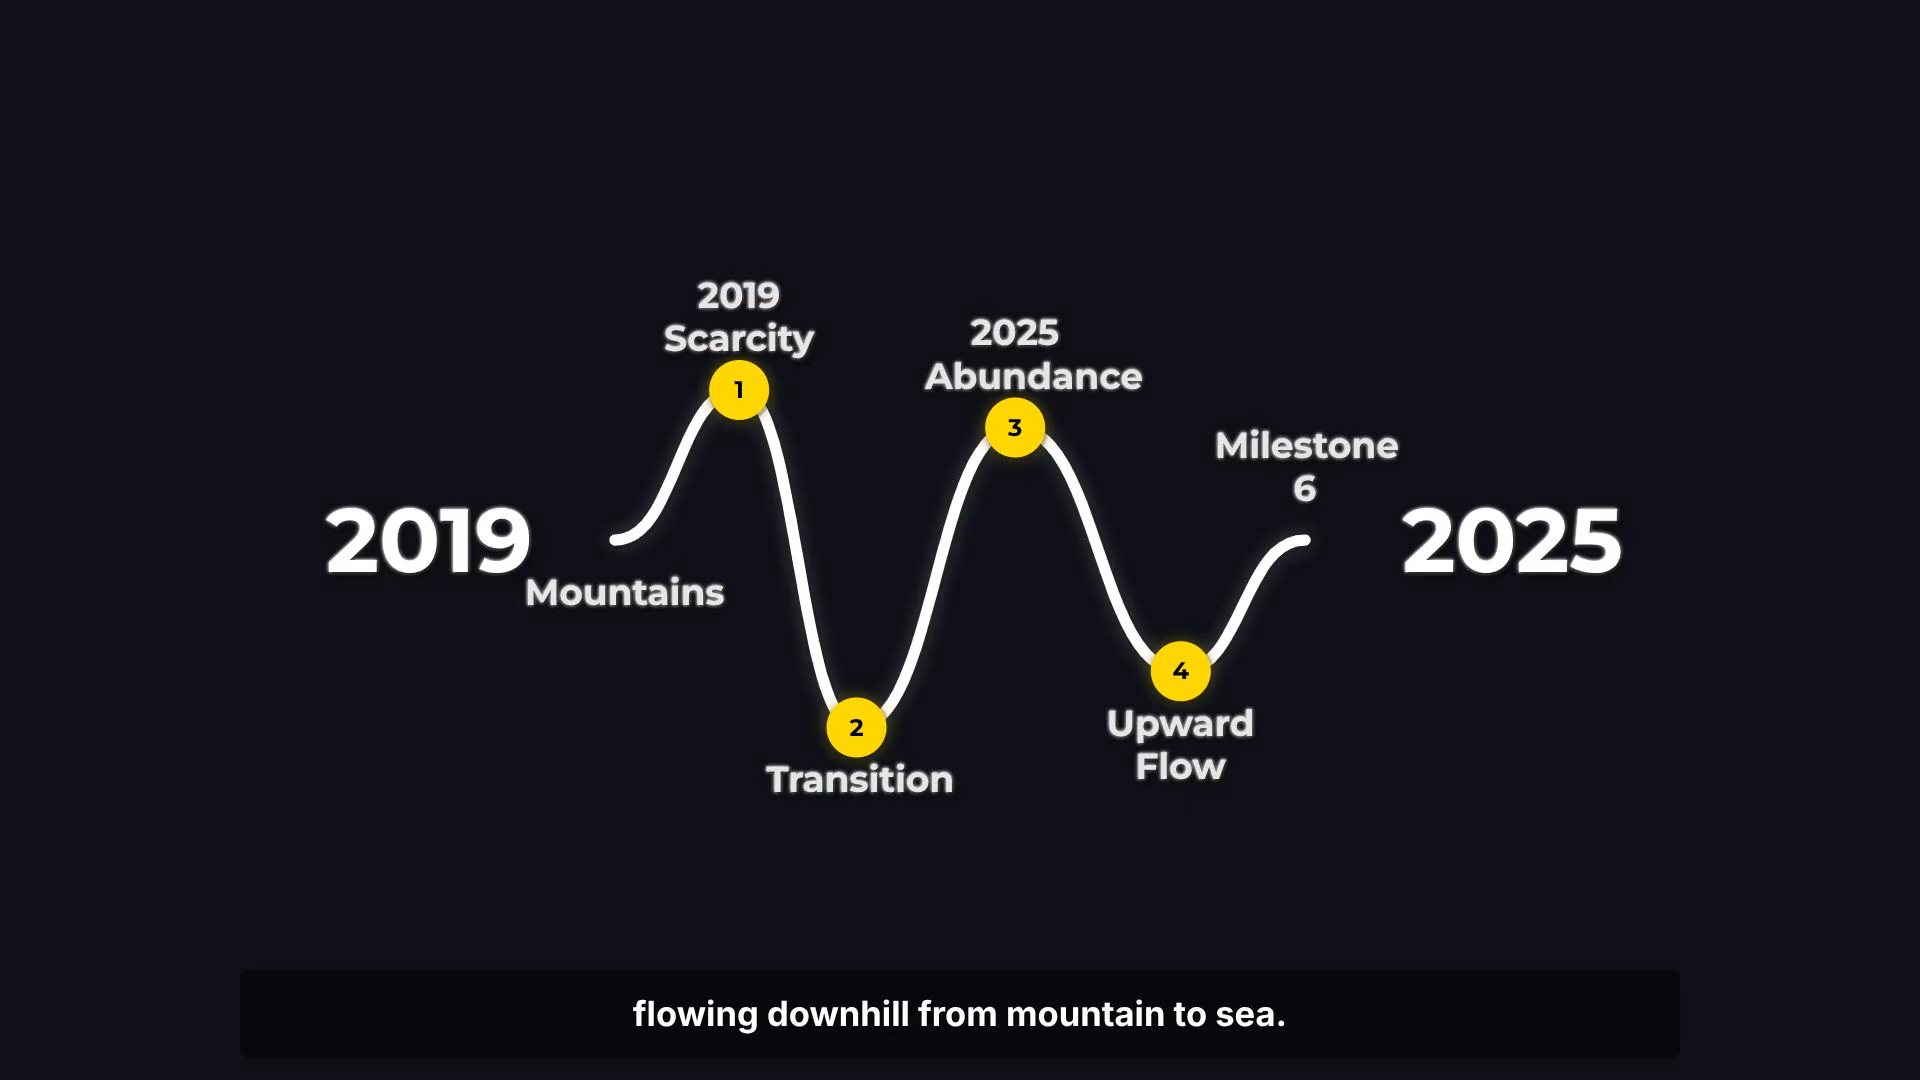 2019
Mountains
2019
Scarcity
1
2
Transition
2025
Abundance
3
4
Upward
Flow
Milestone
6
2025
flowing downhill from mountain to sea.